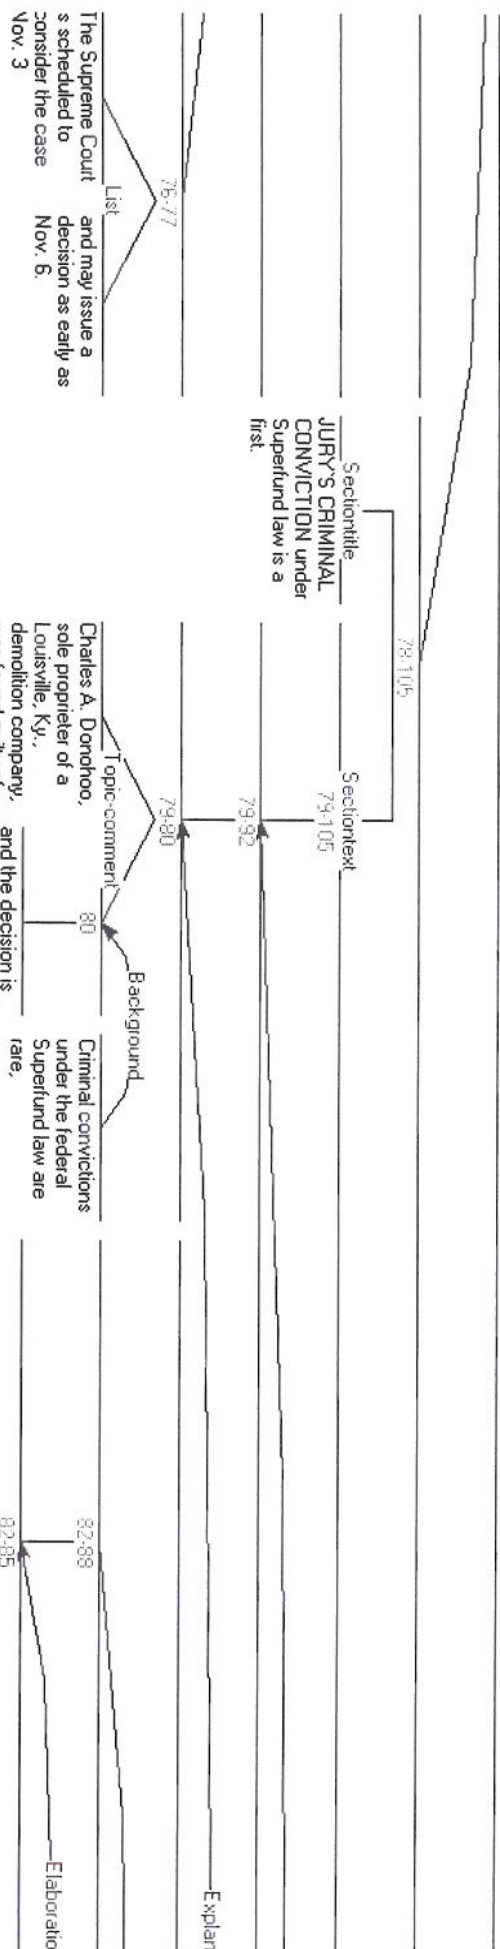 76-77
List
The Supreme Court
s scheduled to
consider the case
Nov. 3
and may issue a
decision as early as
Nov. 6.
78-105
Sectiontitle
JURY'S CRIMINAL
CONVICTION under
Superfund law is a
first.
Sectiontext
79-105
79-92
79-80
Topic-comment
Charles A. Donohoo,
sole proprieter of a
Louisville, Ky.,
demolition company,
80
and the decision is
Background
Criminal convictions
under the federal
Superfund law are
rare,
82-88
82-85
Elaboratio
Explan